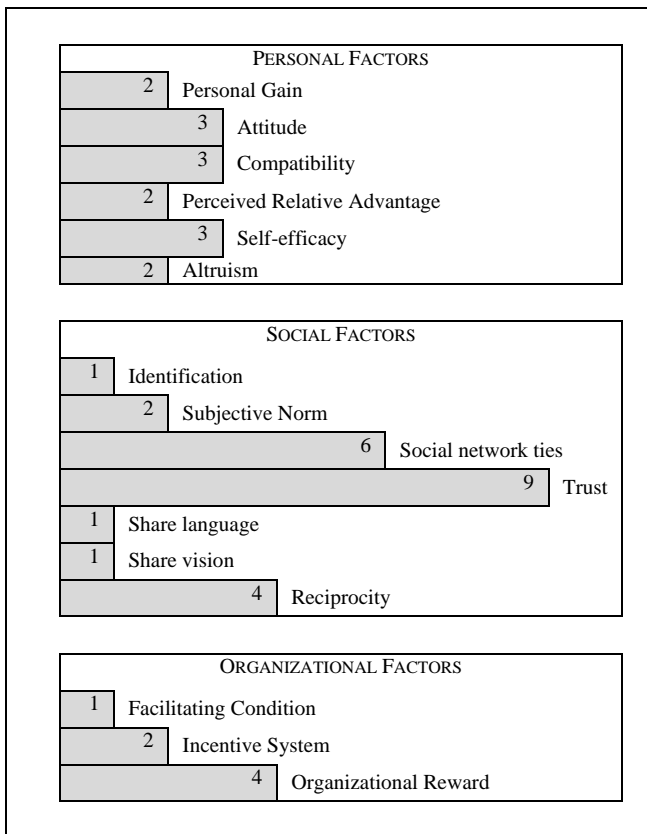 PERSONAL FACTORS
2 Personal Gain
3 Attitude
3 Compatibility
2 Perceived Relative Advantage
3 Self-efficacy
2 Altruism
SOCIAL FACTORS
1 Identification
2 Subjective Norm
6 Social network ties
9 Trust
1 Share language
1 Share vision
4 Reciprocity
ORGANIZATIONAL FACTORS
1 Facilitating Condition
2 Incentive System
4 Organizational Reward